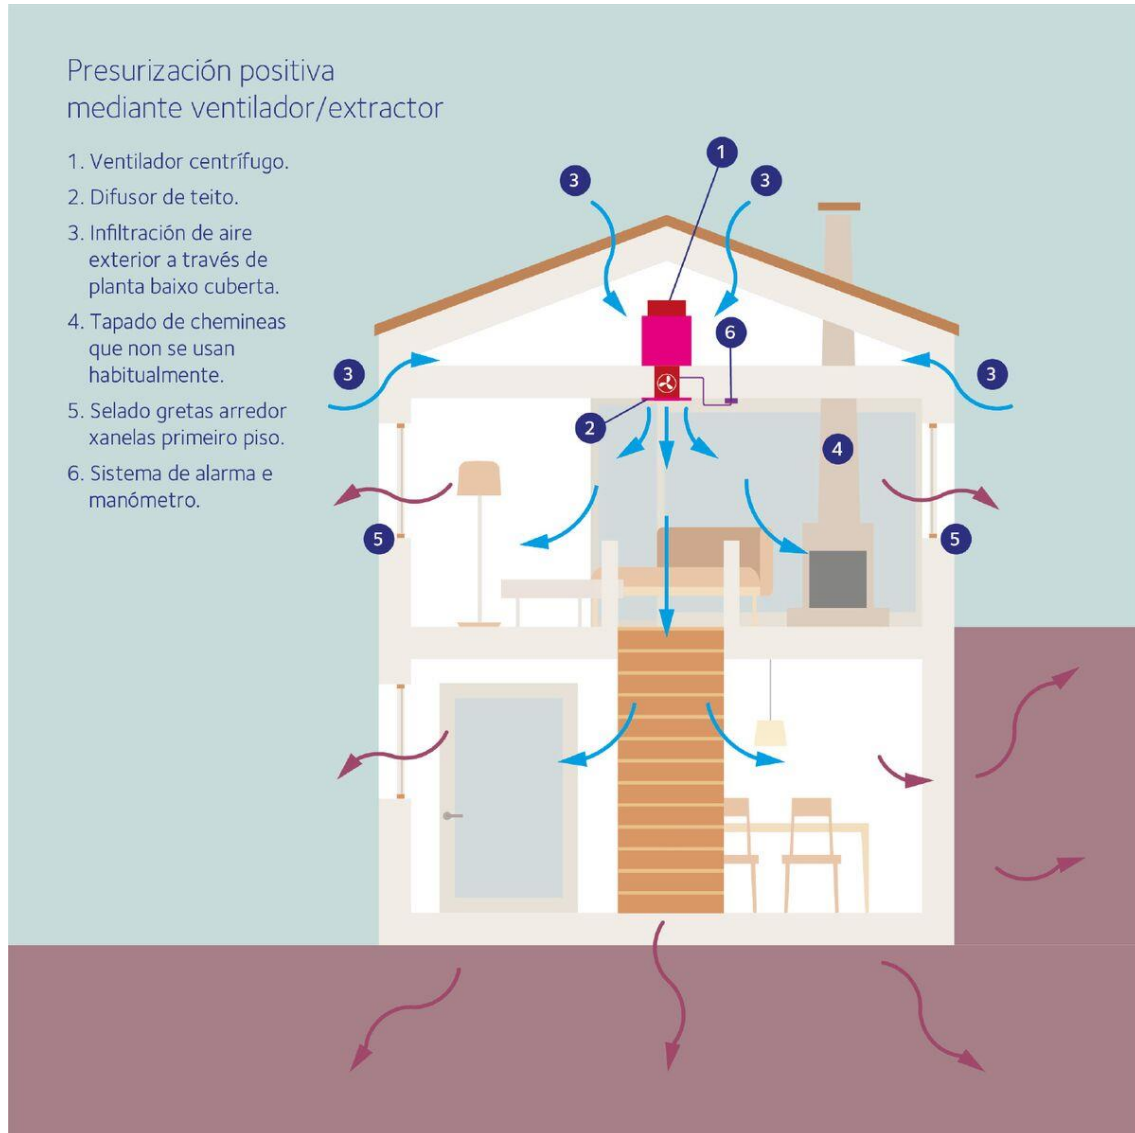 Presurización positiva
mediante ventilador/extractor
1. Ventilador centrífugo.
2. Difusor de teito.
3. Infiltración de aire
exterior a través de
planta baixo cuberta.
4. Tapado de chemineas
que non se usan
habitualmente.
5. Selado gretas arredor
xanelas primeiro piso.
6. Sistema de alarma e
manómetro.
1
3
3
6
3
3
2
4
5
5